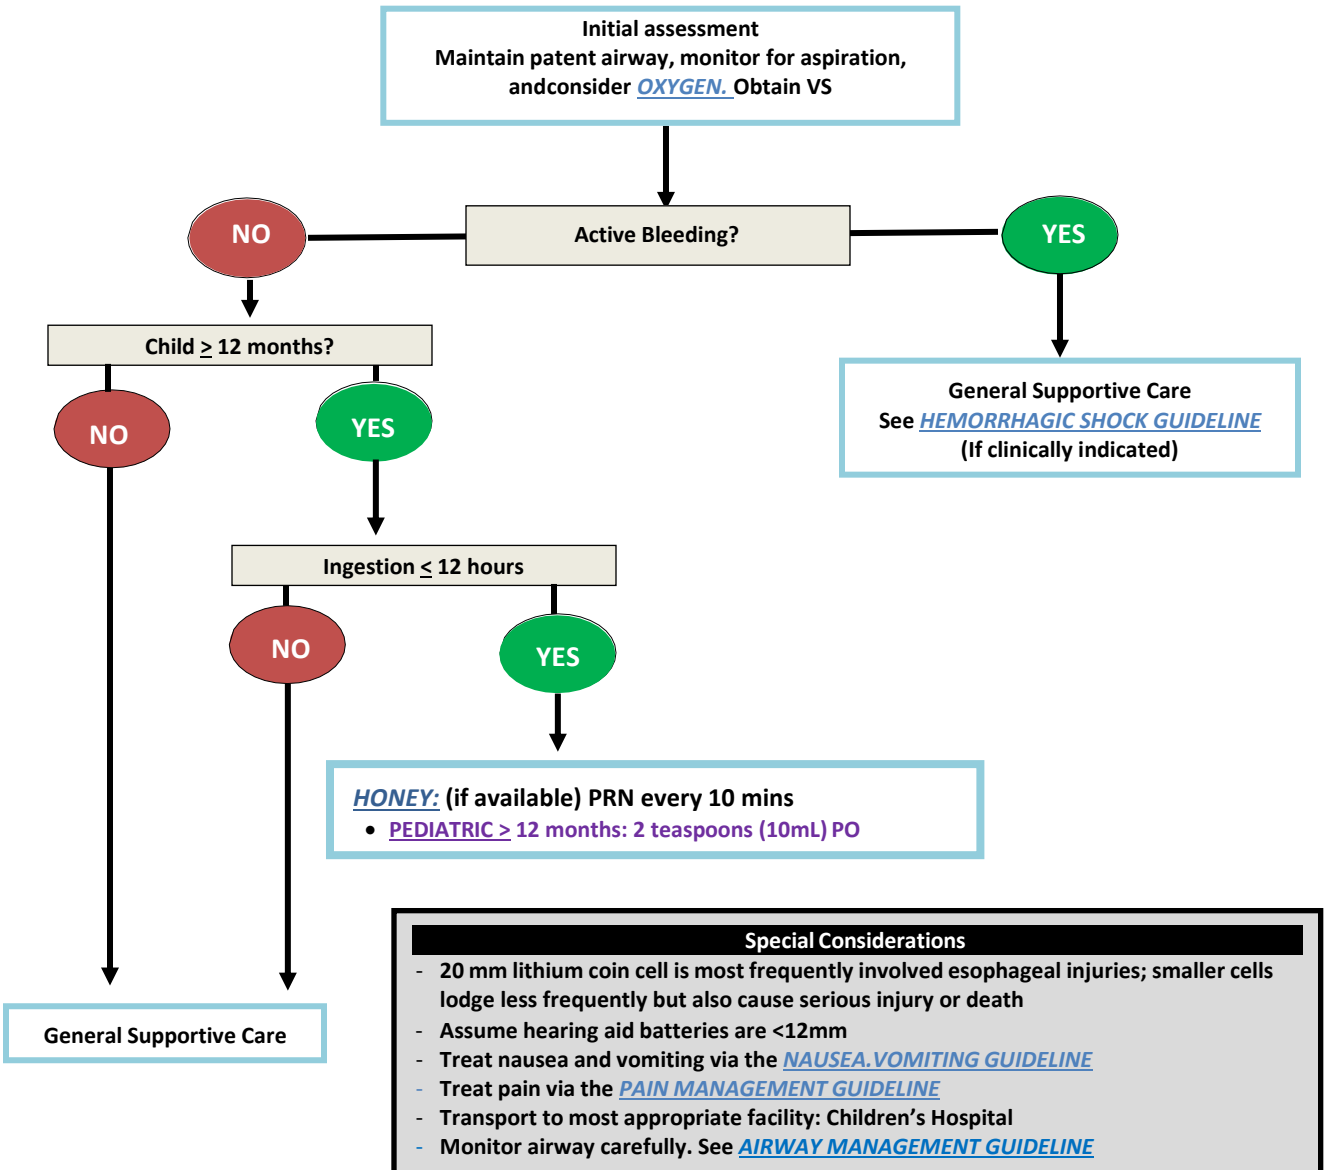 Initial assessment
Maintain patent airway, monitor for aspiration,
andconsider OXYGEN. Obtain VS
NO
Active Bleeding?
YES
Child ≥ 12 months?
General Supportive Care
See HEMORRHAGIC SHOCK GUIDELINE
(If clinically indicated)
NO
YES
Ingestion ≤ 12 hours
NO
YES
HONEY: (if available) PRN every 10 mins
• PEDIATRIC > 12 months: 2 teaspoons (10mL) PO
General Supportive Care
Special Considerations
- 20 mm lithium coin cell is most frequently involved esophageal injuries; smaller cells
lodge less frequently but also cause serious injury or death
- Assume hearing aid batteries are <12mm
- Treat nausea and vomiting via the NAUSEA.VOMITING GUIDELINE
- Treat pain via the PAIN MANAGEMENT GUIDELINE
- Transport to most appropriate facility: Children's Hospital
- Monitor airway carefully. See AIRWAY MANAGEMENT GUIDELINE